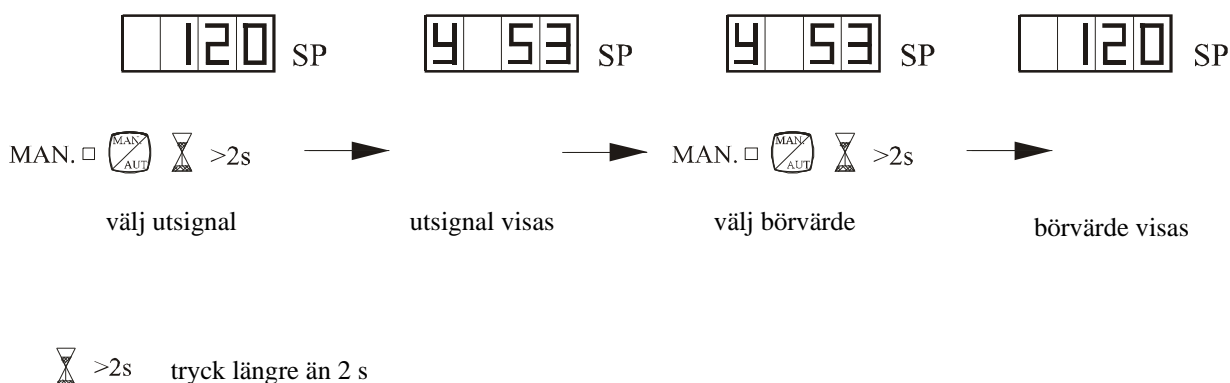 120 SP y 53 SP y 53 SP 120 SP
MAN. MAN. AUT >2s MAN. MAN. AUT >2s
välj utsignal utsignal visas välj börvärde börvärde visas
>2s tryck längre än 2 s